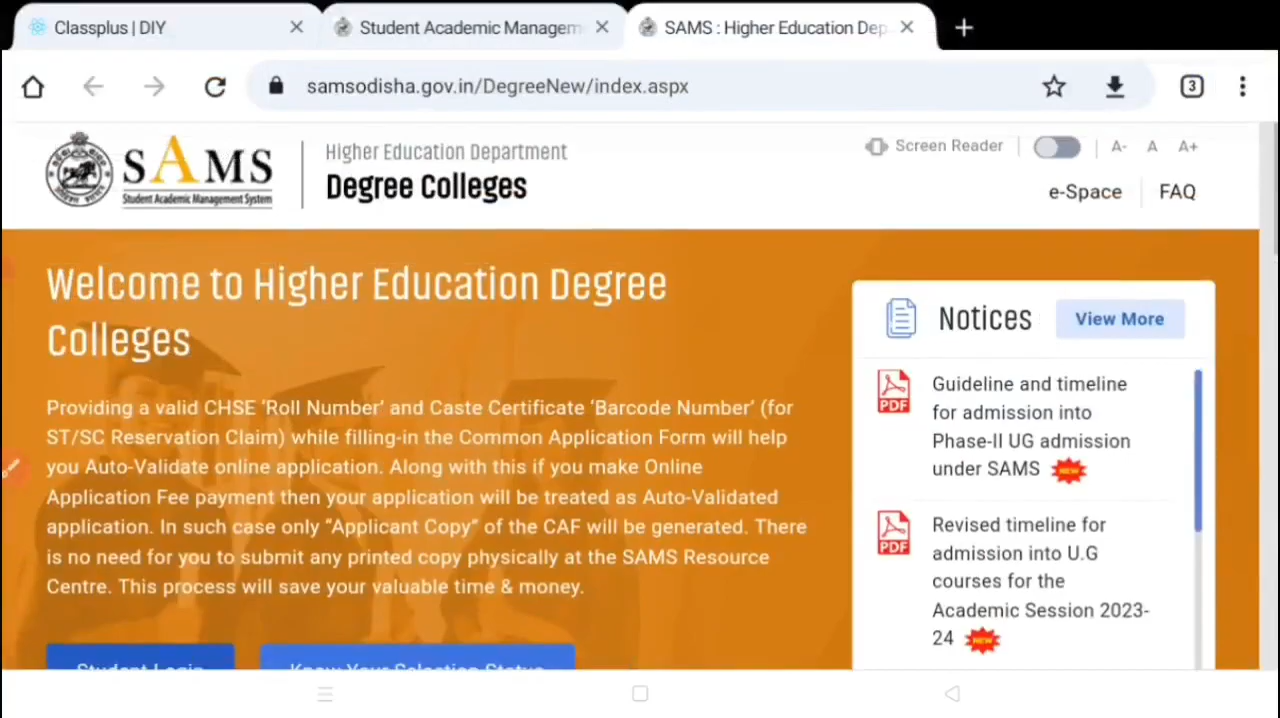 Classplus | DIY
Student Academic Managem
SAMS : Higher Education Dep
samsodisha.gov.in/DegreeNew/index.aspx
3
SAMS
Student Academic Management System
Higher Education Department
Degree Colleges
Screen Reader
A- A A+
e-Space FAQ
Welcome to Higher Education Degree
Colleges
Providing a valid CHSE ‘Roll Number’ and Caste Certificate ‘Barcode Number’ (for
ST/SC Reservation Claim) while filling-in the Common Application Form will help
you Auto-Validate online application. Along with this if you make Online
Application Fee payment then your application will be treated as Auto-Validated
application. In such case only “Applicant Copy” of the CAF will be generated. There
is no need for you to submit any printed copy physically at the SAMS Resource
Centre. This process will save your valuable time & money.
Student Login
Know Your Selection Status
Notices
View More
PDF
Guideline and timeline
for admission into
Phase-II UG admission
under SAMS NEW
PDF
Revised timeline for
admission into U.G
courses for the
Academic Session 2023-
24 NEW